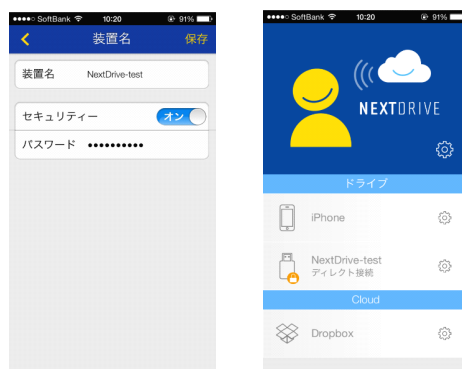 SoftBank 10:20 91%
装置名 保存
装置名 NextDrive-test
セキュリティー オン
パスワード ••••••••••
SoftBank 10:20 91%
NEXTDRIVE
ドライブ
iPhone
NextDrive-test
ディレクト接続
Cloud
Dropbox